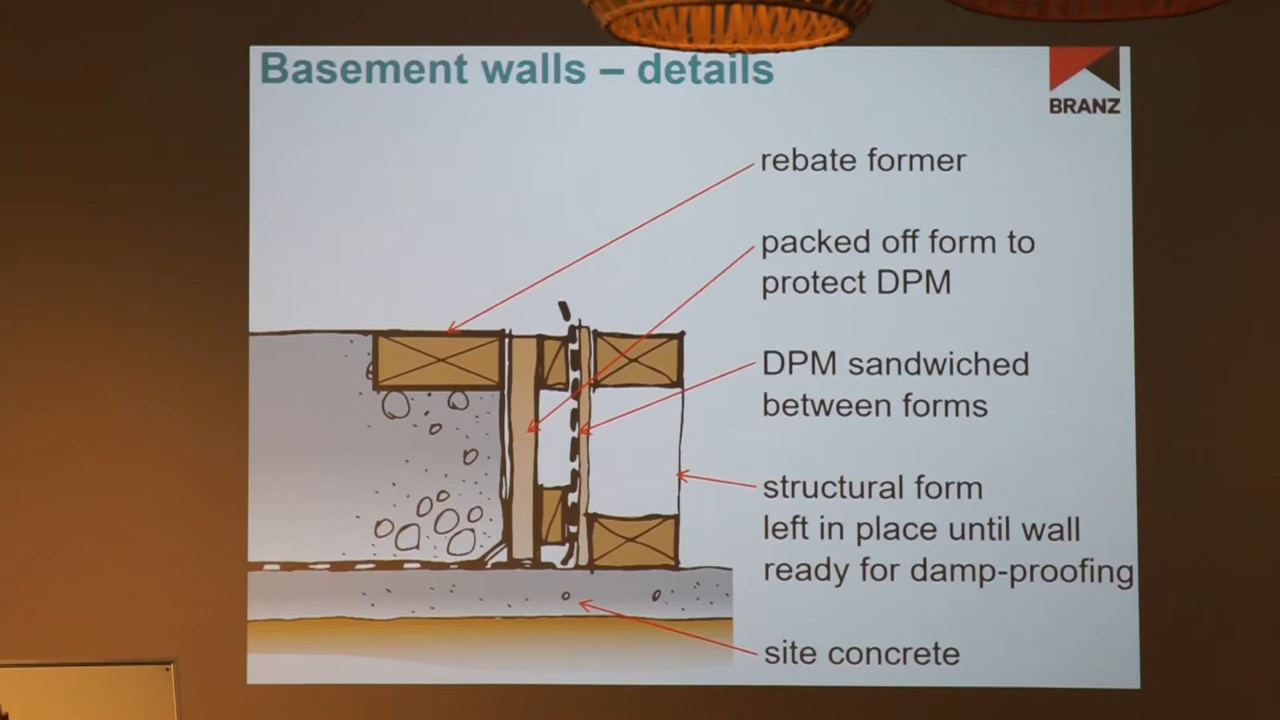 Basement walls – details
BRANZ
rebate former
packed off form to
protect DPM
DPM sandwiched
between forms
structural form
left in place until wall
ready for damp-proofing
site concrete